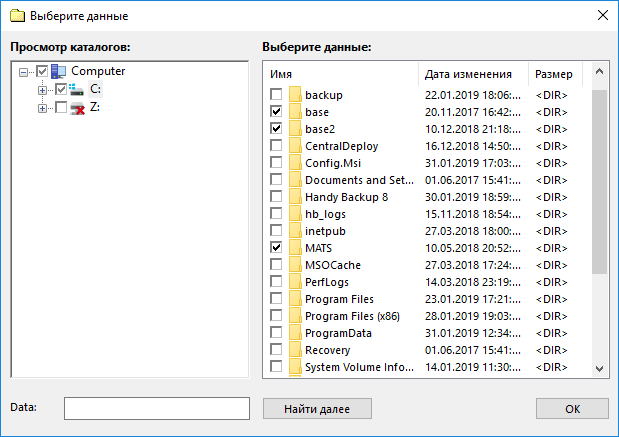 Выберите данные
Просмотр каталогов:
Выберите данные:
Computer
C:
Z:
Имя Дата изменения Размер
backup 22.01.2019 18:06:... <DIR>
base 20.11.2017 16:42:... <DIR>
base2 10.12.2018 21:18:... <DIR>
CentralDeploy 16.12.2018 14:50:... <DIR>
Config.Msi 31.01.2019 17:03:... <DIR>
Documents and Set... 01.06.2017 15:41:... <DIR>
Handy Backup 8 30.01.2019 18:59:... <DIR>
hb_logs 15.11.2018 18:54:... <DIR>
inetpub 27.03.2018 18:00:... <DIR>
MATS 10.05.2018 20:52:... <DIR>
MSOCache 27.03.2018 17:24:... <DIR>
PerfLogs 14.03.2018 23:19:... <DIR>
Program Files 23.01.2019 17:21:... <DIR>
Program Files (x86) 28.01.2019 19:03:... <DIR>
ProgramData 31.01.2019 12:34:... <DIR>
Recovery 01.06.2017 15:41:... <DIR>
System Volume Info... 14.01.2019 11:30:... <DIR>
Data:
Найти далее
OK